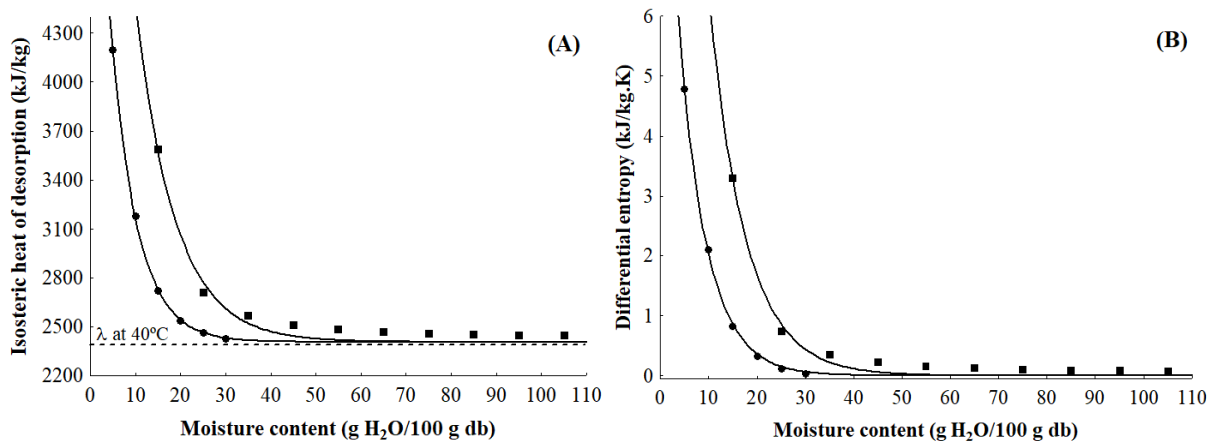 (A)
Isosteric heat of desorption (kJ/kg)
4300
4000
3700
3400
3100
2800
2500
2200
λ at 40ºC
0 10 20 30 40 50 60 70 80 90 100 110
Moisture content (g H₂O/100 g db)
(B)
Differential entropy (kJ/kg.K)
6
5
4
3
2
1
0
0 10 20 30 40 50 60 70 80 90 100 110
Moisture content (g H₂O/100 g db)